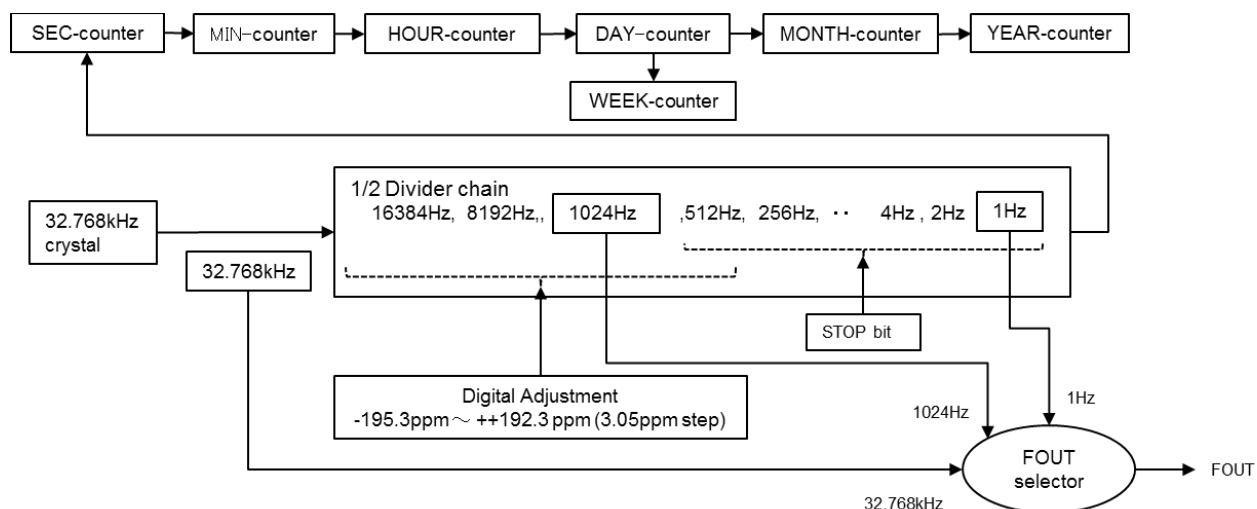 SEC-counter
MIN-counter
HOUR-counter
DAY-counter
MONTH-counter
YEAR-counter
WEEK-counter
1/2 Divider chain
16384Hz, 8192Hz,, 1024Hz ,512Hz, 256Hz, ·· 4Hz , 2Hz 1Hz
32.768kHz
crystal
32.768kHz
STOP bit
Digital Adjustment
-195.3ppm～ ++192.3 ppm (3.05ppm step)
1024Hz
1Hz
FOUT
selector
FOUT
32.768kHz